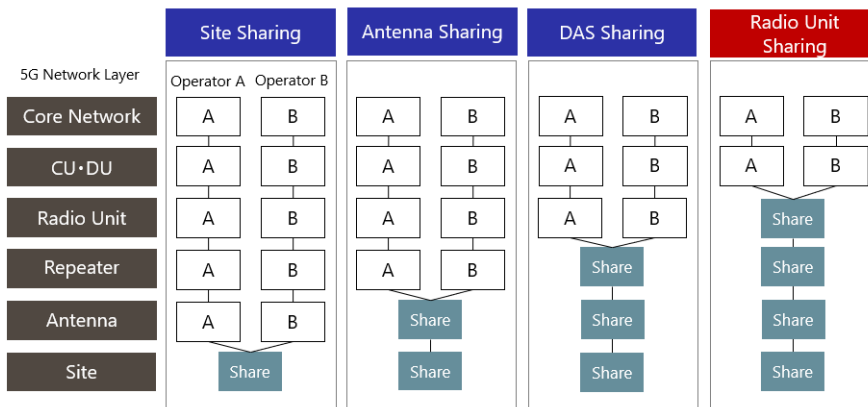 Site Sharing
Antenna Sharing
DAS Sharing
Radio Unit
Sharing
5G Network Layer
Operator A
Operator B
Core Network
A
B
A
B
A
B
A
B
CU・DU
A
B
A
B
A
B
A
B
Radio Unit
A
B
A
B
A
B
Share
Repeater
A
B
A
B
Share
Share
Antenna
A
B
Share
Share
Share
Site
Share
Share
Share
Share